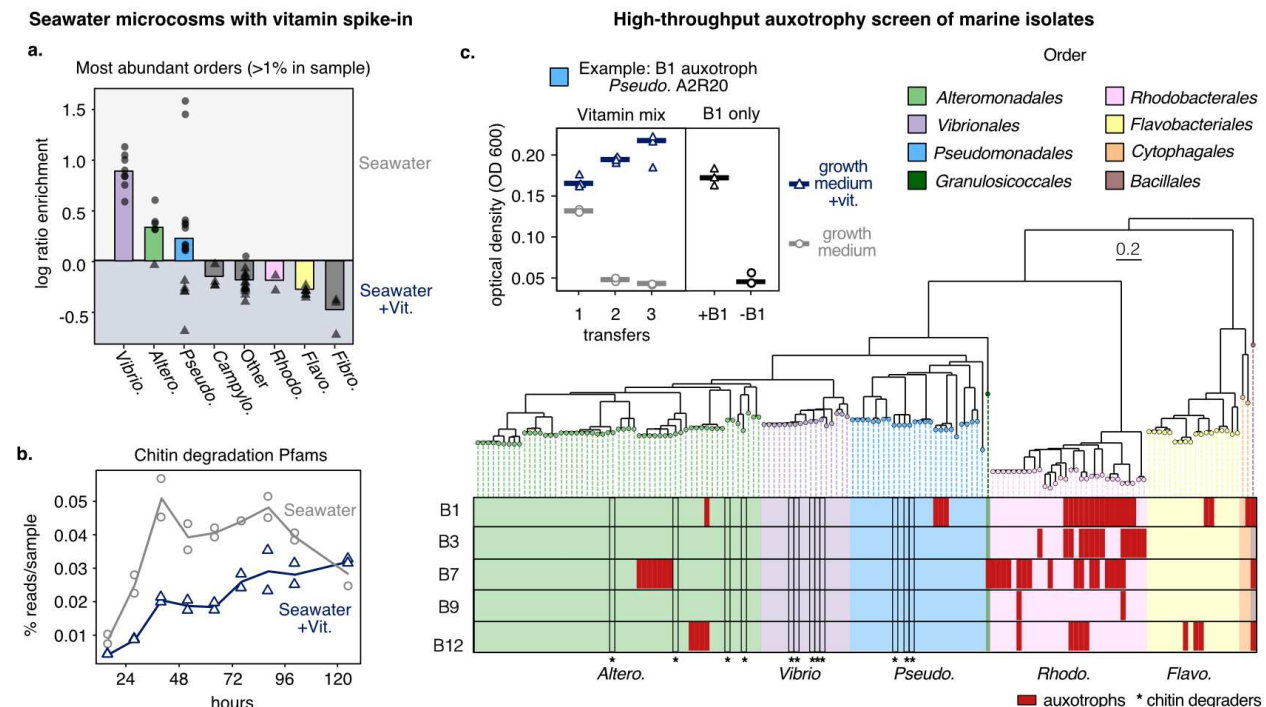 Seawater microcosms with vitamin spike-in
a.
Most abundant orders (>1% in sample)
log ratio enrichment
1.5
1.0
0.5
0.0
-0.5
Seawater
Seawater
+Vit.
Vibrio.
Altero.
Pseudo.
Campylo.
Other
Rhodo.
Flavo.
Fibro.
b.
Chitin degradation Pfams
% reads/sample
0.05
0.04
0.03
0.02
0.01
Seawater
Seawater
+Vit.
24 48 72 96 120
hours
High-throughput auxotrophy screen of marine isolates
c.
Example: B1 auxotroph
Pseudo. A2R20
Vitamin mix B1 only
optical density (OD 600)
0.20
0.15
0.10
0.05
1 2 3 +B1 -B1
transfers
growth
medium
+vit.
growth
medium
Order
Alteromonadales
Vibrionales
Pseudomonadales
Granulosicoccales
Rhodobacterales
Flavobacteriales
Cytophagales
Bacillales
0.2
B1
B3
B7
B9
B12
* * * * ** *** * **
Altero. Vibrio Pseudo. Rhodo. Flavo.
auxotrophs * chitin degraders